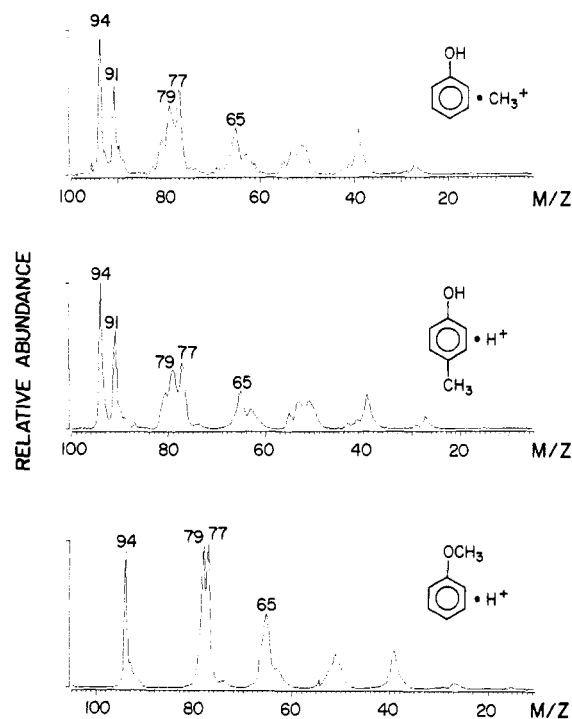 94
91
79
77
65
OH
• CH₃⁺
100 80 60 40 20 M/Z
RELATIVE ABUNDANCE
94
91
79
77
65
OH
• H⁺
CH₃
100 80 60 40 20 M/Z
94
79
77
65
OCH₃
• H⁺
100 80 60 40 20 M/Z